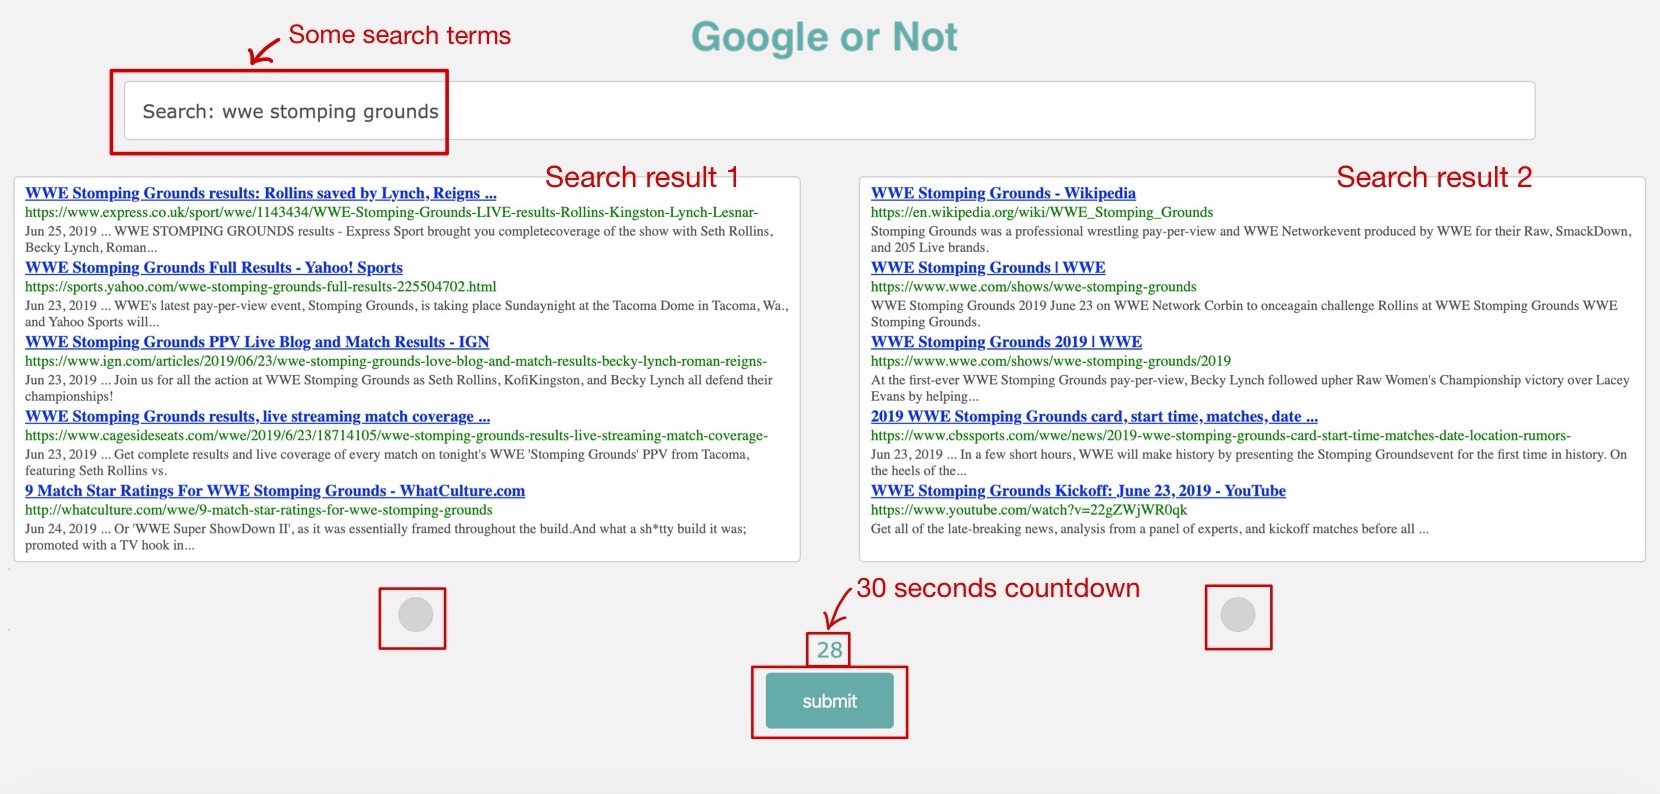 Some search terms
Google or Not
Search: wwe stomping grounds
Search result 1
WWE Stomping Grounds results: Rollins saved by Lynch, Reigns ...
https://www.express.co.uk/sport/wwe/1143434/WWE-Stomping-Grounds-LIVE-results-Rollins-Kingston-Lynch-Lesnar-
Jun 25, 2019 ... WWE STOMPING GROUNDS results - Express Sport brought you completecoverage of the show with Seth Rollins,
Becky Lynch, Roman...
WWE Stomping Grounds Full Results - Yahoo! Sports
https://sports.yahoo.com/wwe-stomping-grounds-full-results-225504702.html
Jun 23, 2019 ... WWE's latest pay-per-view event, Stomping Grounds, is taking place Sundaynight at the Tacoma Dome in Tacoma, Wa.,
and Yahoo Sports will...
WWE Stomping Grounds PPV Live Blog and Match Results - IGN
https://www.ign.com/articles/2019/06/23/wwe-stomping-grounds-love-blog-and-match-results-becky-lynch-roman-reigns-
Jun 23, 2019 ... Join us for all the action at WWE Stomping Grounds as Seth Rollins, KofiKingston, and Becky Lynch all defend their
championships!
WWE Stomping Grounds results, live streaming match coverage ...
https://www.cagesideseats.com/wwe/2019/6/23/18714105/wwe-stomping-grounds-results-live-streaming-match-coverage-
Jun 23, 2019 ... Get complete results and live coverage of every match on tonight's WWE 'Stomping Grounds' PPV from Tacoma,
featuring Seth Rollins vs.
9 Match Star Ratings For WWE Stomping Grounds - WhatCulture.com
http://whatculture.com/wwe/9-match-star-ratings-for-wwe-stomping-grounds
Jun 24, 2019 ... Or 'WWE Super ShowDown II', as it was essentially framed throughout the build.And what a sh*tty build it was;
promoted with a TV hook in...
Search result 2
WWE Stomping Grounds - Wikipedia
https://en.wikipedia.org/wiki/WWE_Stomping_Grounds
Stomping Grounds was a professional wrestling pay-per-view and WWE Networkevent produced by WWE for their Raw, SmackDown,
and 205 Live brands.
WWE Stomping Grounds | WWE
https://www.wwe.com/shows/wwe-stomping-grounds
WWE Stomping Grounds 2019 June 23 on WWE Network Corbin to onceagain challenge Rollins at WWE Stomping Grounds WWE
Stomping Grounds.
WWE Stomping Grounds 2019 | WWE
https://www.wwe.com/shows/wwe-stomping-grounds/2019
At the first-ever WWE Stomping Grounds pay-per-view, Becky Lynch followed upher Raw Women's Championship victory over Lacey
Evans by helping...
2019 WWE Stomping Grounds card, start time, matches, date ...
https://www.cbssports.com/wwe/news/2019-wwe-stomping-grounds-card-start-time-matches-date-location-rumors-
Jun 23, 2019 ... In a few short hours, WWE will make history by presenting the Stomping Groundsevent for the first time in history. On
the heels of the...
WWE Stomping Grounds Kickoff: June 23, 2019 - YouTube
https://www.youtube.com/watch?v=22gZWjWR0qk
Get all of the late-breaking news, analysis from a panel of experts, and kickoff matches before all ...
30 seconds countdown
28
submit